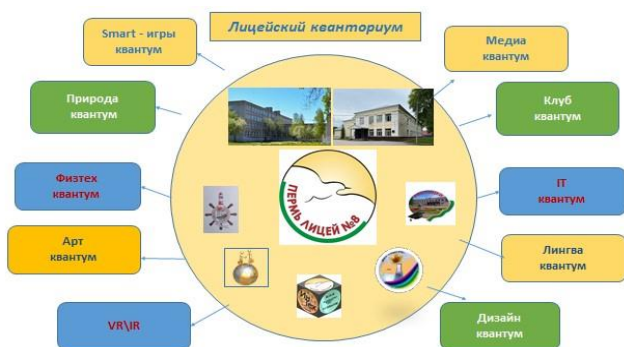 Лицейский кванториум
Smart - игры
квантум
Природа
квантум
Физтех
квантум
Арт
квантум
VR\IR
Медиа
квантум
Клуб
квантум
IT
квантум
Лингва
квантум
Дизайн
квантум
ПЕРМЬ ЛИЦЕЙ №8